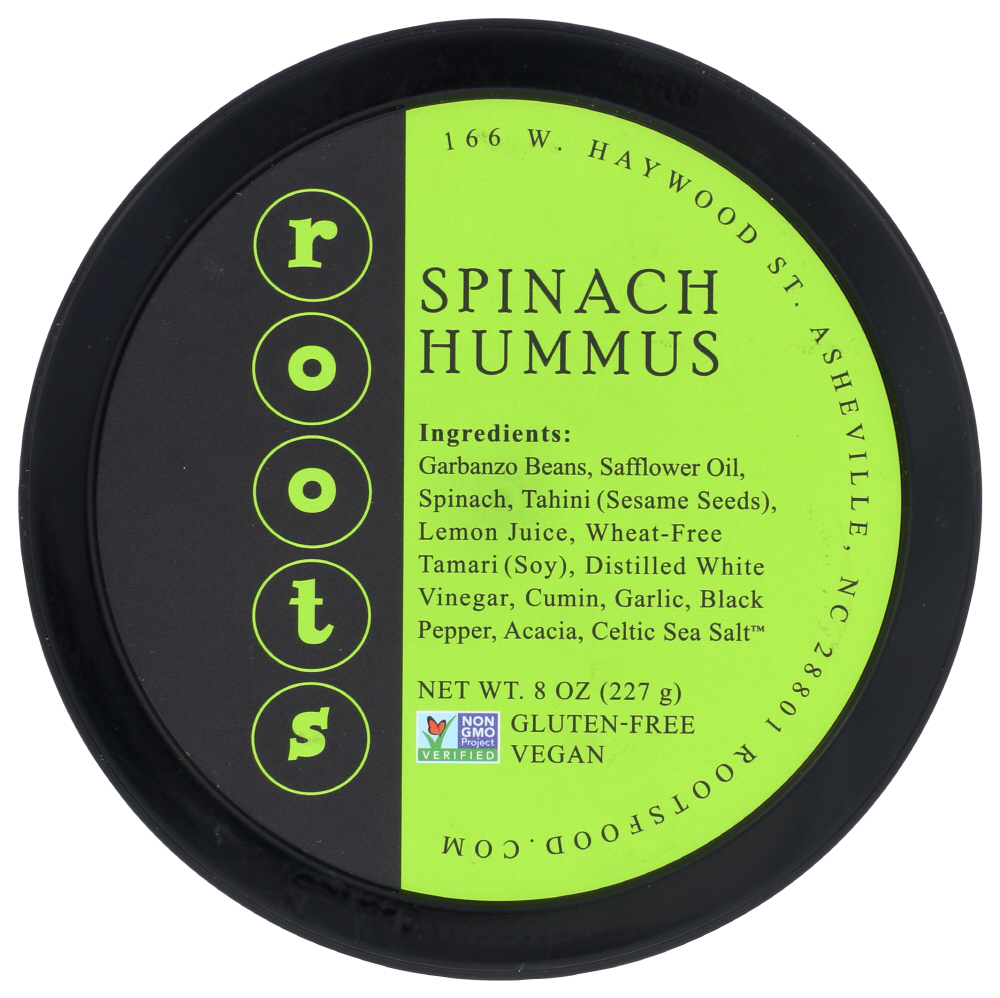 roots
166 W. HAYWOOD ST. ASHEVILLE, NC 28801 ROOTSFOOD.COM
SPINACH
HUMMUS
Ingredients:
Garbanzo Beans, Safflower Oil,
Spinach, Tahini (Sesame Seeds),
Lemon Juice, Wheat-Free
Tamari (Soy), Distilled White
Vinegar, Cumin, Garlic, Black
Pepper, Acacia, Celtic Sea Salt™
NET WT. 8 OZ (227 g)
NON
GMO
Project
VERIFIED
GLUTEN-FREE
VEGAN